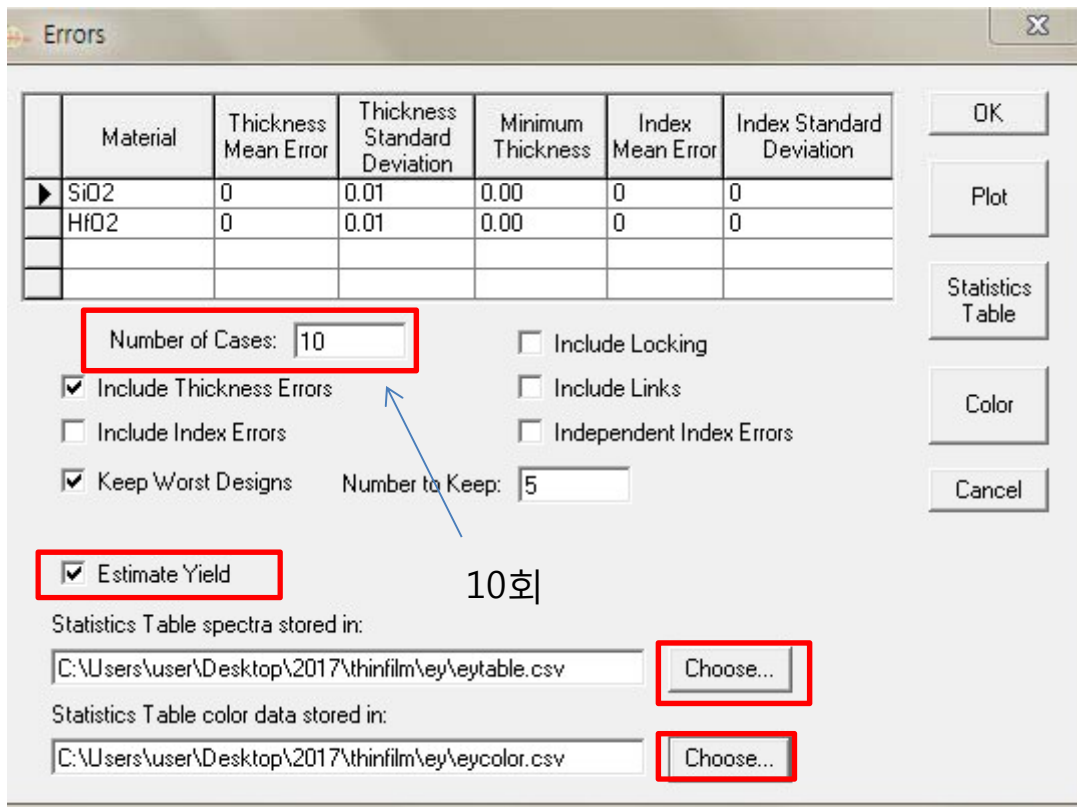 Errors
Material Thickness Mean Error Thickness Standard Deviation Minimum Thickness Index Mean Error Index Standard Deviation
SiO2 0 0.01 0.00 0 0
HfO2 0 0.01 0.00 0 0
OK
Plot
Statistics Table
Color
Cancel
Number of Cases: 10
Include Locking
Include Thickness Errors
Include Links
Include Index Errors
Independent Index Errors
Keep Worst Designs Number to Keep: 5
Estimate Yield
10회
Statistics Table spectra stored in:
C:\Users\user\Desktop\2017\thinfilm\ey\eytable.csv Choose...
Statistics Table color data stored in:
C:\Users\user\Desktop\2017\thinfilm\ey\eycolor.csv Choose...